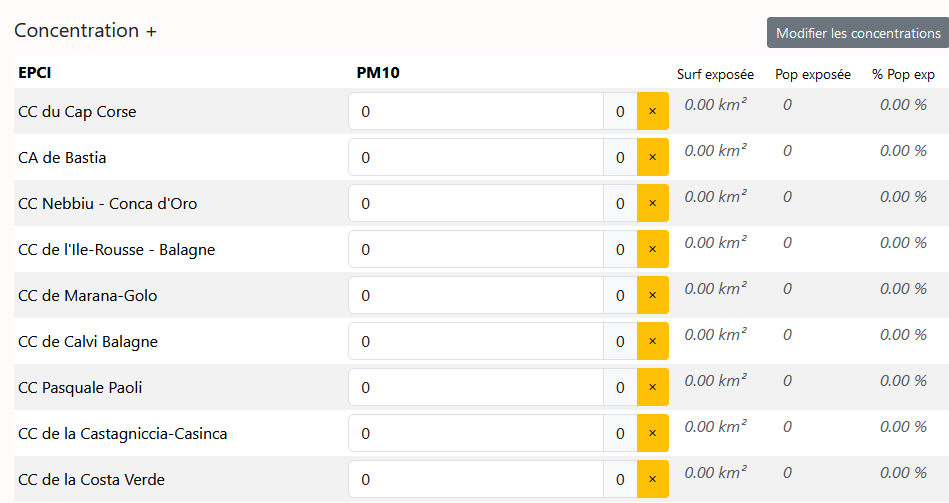 Concentration +
Modifier les concentrations
EPCI PM10 Surf exposée Pop exposée % Pop exp
CC du Cap Corse 0 0 × 0.00 km² 0 0.00 %
CA de Bastia 0 0 × 0.00 km² 0 0.00 %
CC Nebbiu - Conca d'Oro 0 0 × 0.00 km² 0 0.00 %
CC de l'Ile-Rousse - Balagne 0 0 × 0.00 km² 0 0.00 %
CC de Marana-Golo 0 0 × 0.00 km² 0 0.00 %
CC de Calvi Balagne 0 0 × 0.00 km² 0 0.00 %
CC Pasquale Paoli 0 0 × 0.00 km² 0 0.00 %
CC de la Castagniccia-Casinca 0 0 × 0.00 km² 0 0.00 %
CC de la Costa Verde 0 0 × 0.00 km² 0 0.00 %